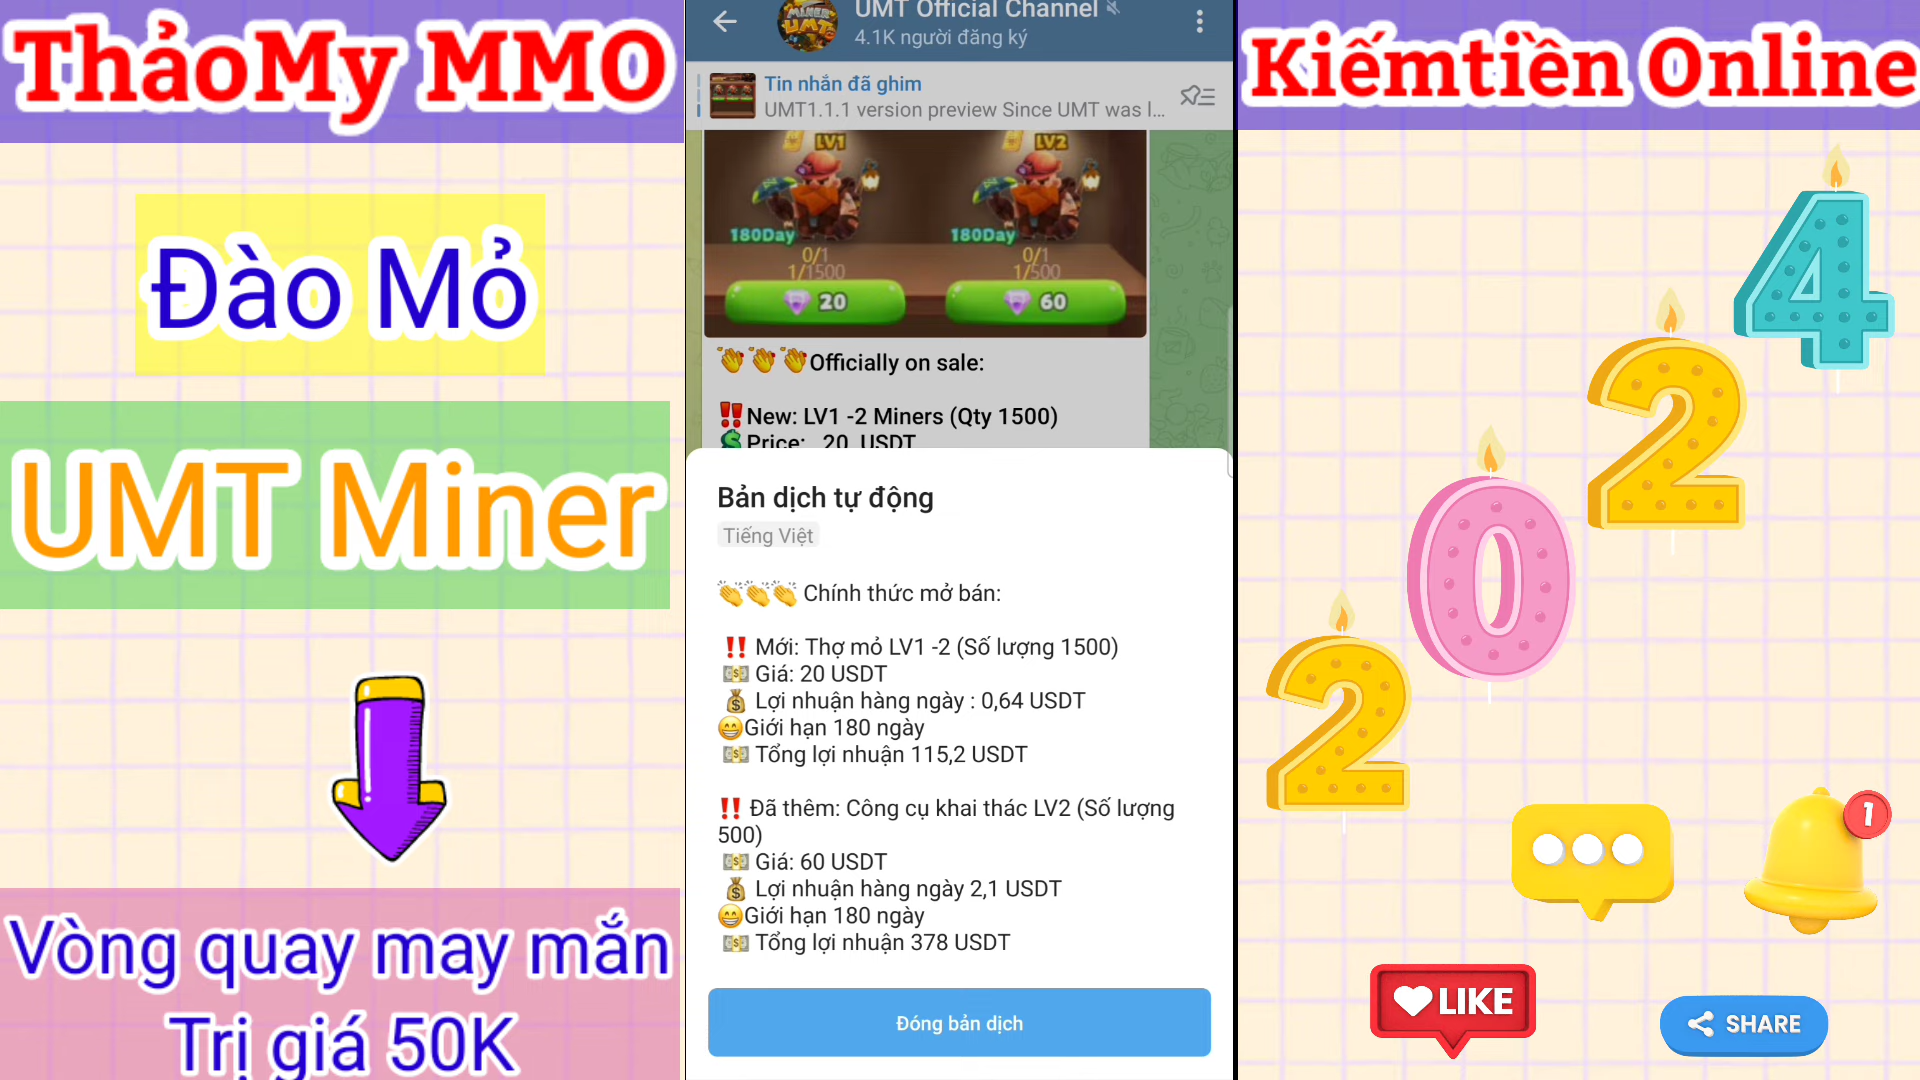 ThảoMy MMO
Đào Mỏ
UMT Miner
Vòng quay may mắn
Trị giá 50K
UMT Official Channel
4.1K người đăng ký
Tin nhắn đã ghim
UMT1.1.1 version preview Since UMT was l...
MINER
UMT
LV1
LV2
180Day
180Day
0/1
0/1
1/1500
1/500
20
60
👏👏👏Officially on sale:
‼️New: LV1 -2 Miners (Qty 1500)
💲Price: 20 USDT
Bản dịch tự động
Tiếng Việt
👏👏👏 Chính thức mở bán:
‼️ Mới: Thợ mỏ LV1 -2 (Số lượng 1500)
💵 Giá: 20 USDT
💰 Lợi nhuận hàng ngày : 0,64 USDT
😁Giới hạn 180 ngày
💵 Tổng lợi nhuận 115,2 USDT
‼️ Đã thêm: Công cụ khai thác LV2 (Số lượng
500)
💵 Giá: 60 USDT
💰 Lợi nhuận hàng ngày 2,1 USDT
😁Giới hạn 180 ngày
💵 Tổng lợi nhuận 378 USDT
Đóng bản dịch
Kiếmtiền Online
2024
1
LIKE
SHARE